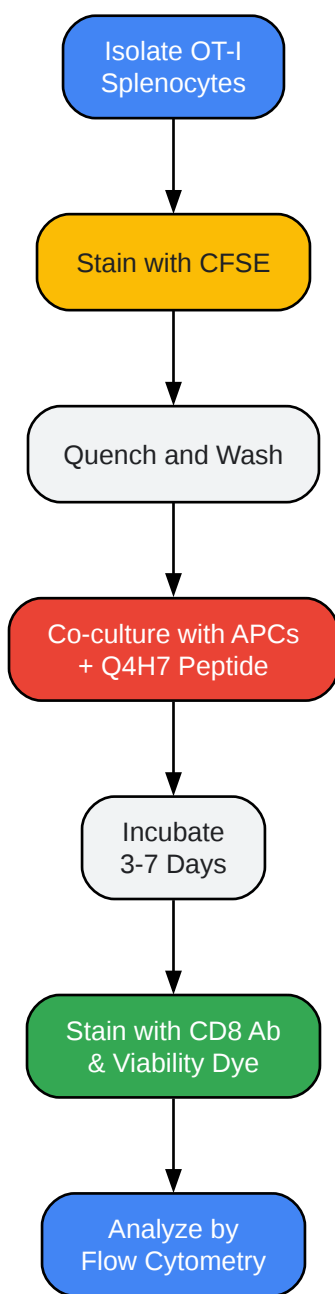 Isolate OT-I
Splenocytes
Stain with CFSE
Quench and Wash
Co-culture with APCs
+ Q4H7 Peptide
Incubate
3-7 Days
Stain with CD8 Ab
& Viability Dye
Analyze by
Flow Cytometry